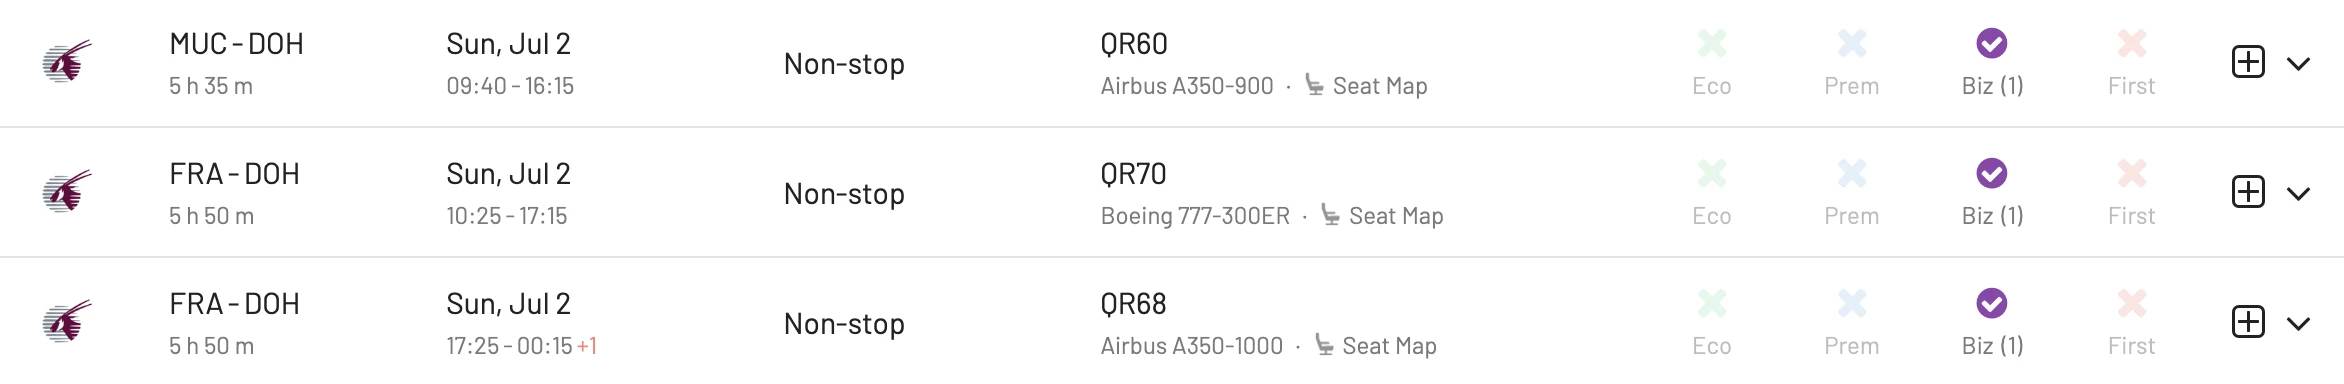 MUC - DOH Sun, Jul 2 Non-stop QR60
5 h 35 m 09:40 - 16:15 Airbus A350-900 · Seat Map Eco Prem Biz (1) First
FRA - DOH Sun, Jul 2 Non-stop QR70
5 h 50 m 10:25 - 17:15 Boeing 777-300ER · Seat Map Eco Prem Biz (1) First
FRA - DOH Sun, Jul 2 Non-stop QR68
5 h 50 m 17:25 - 00:15 +1 Airbus A350-1000 · Seat Map Eco Prem Biz (1) First